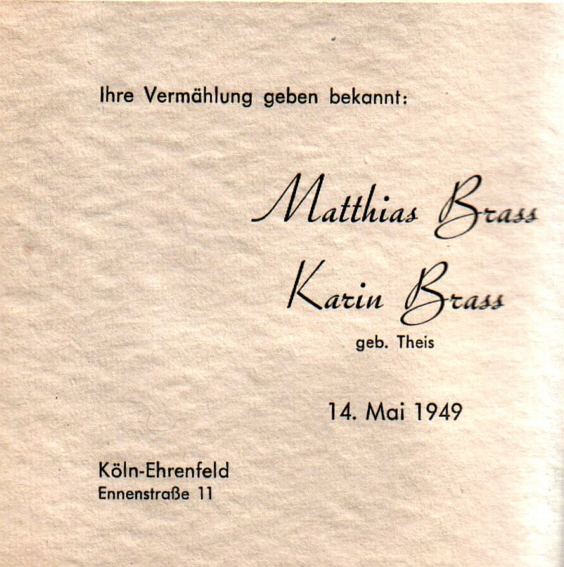 Ihre Vermählung geben bekannt:
Matthias Brass
Karin Brass
geb. Theis
14. Mai 1949
Köln-Ehrenfeld
Ennenstraße 11